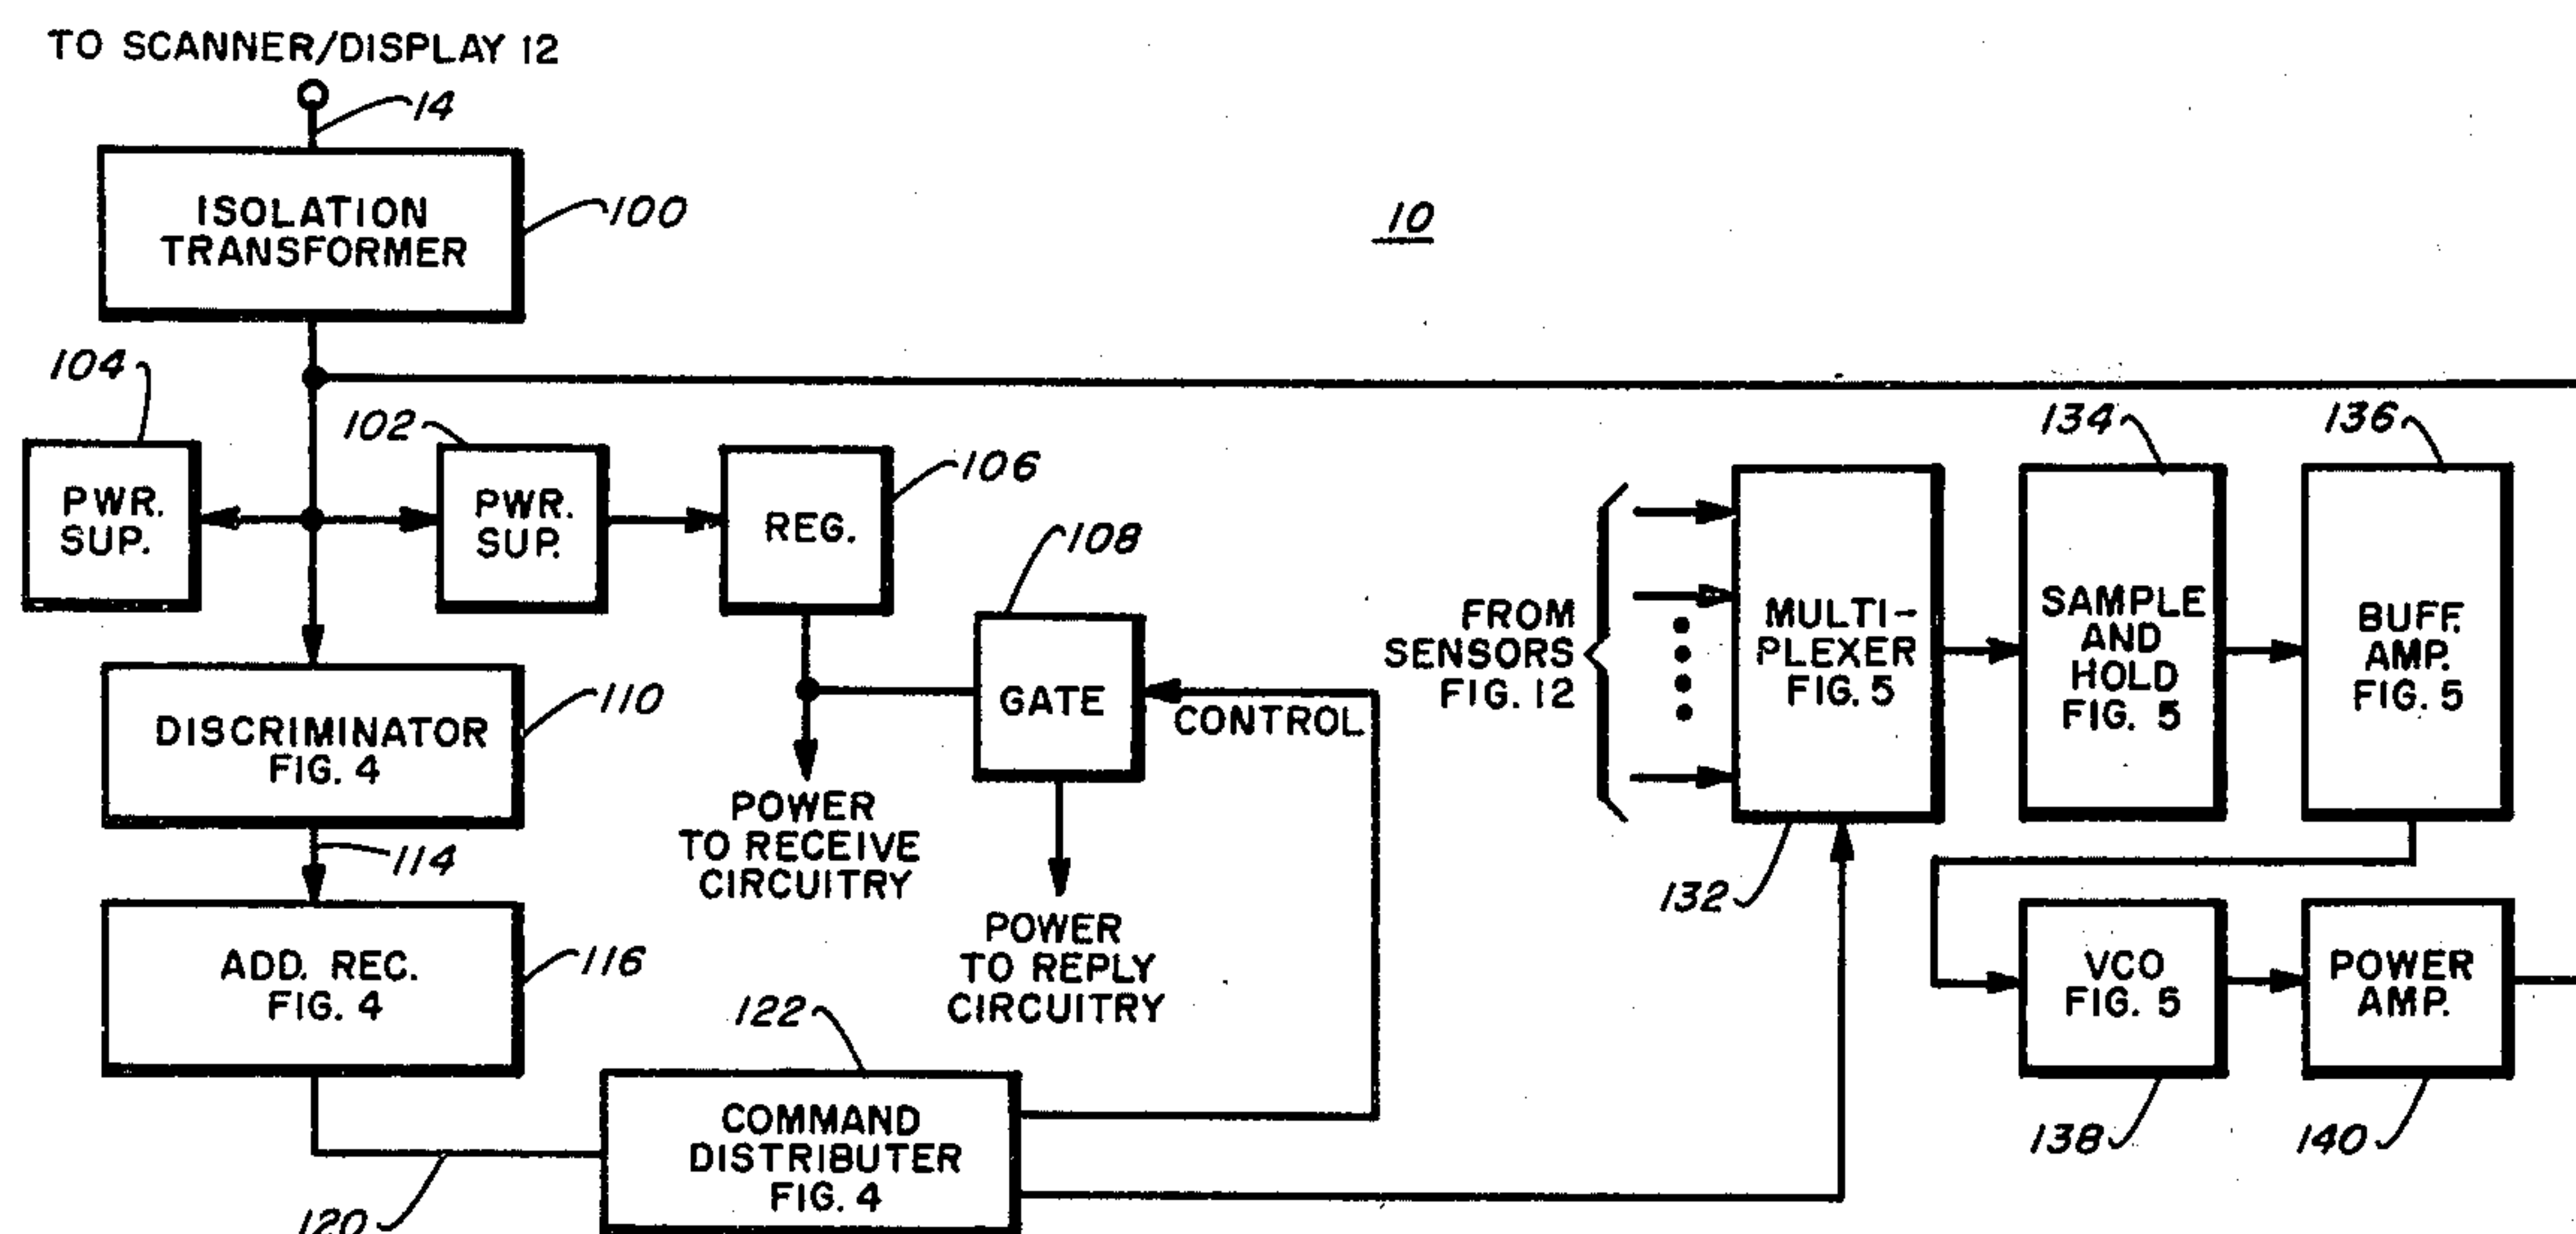 TO SCANNER/DISPLAY 12
14
ISOLATION
TRANSFORMER
100
10
104
102
106
134
136
PWR.
SUP.
PWR.
SUP.
REG.
108
GATE
CONTROL
FROM
SENSORS
FIG. 12
MULTI-
PLEXER
FIG. 5
SAMPLE
AND
HOLD
FIG. 5
BUFF.
AMP.
FIG. 5
110
DISCRIMINATOR
FIG. 4
114
POWER
TO RECEIVE
CIRCUITRY
132
POWER
TO REPLY
CIRCUITRY
ADD. REC.
FIG. 4
116
VCO
FIG. 5
POWER
AMP.
122
COMMAND
DISTRIBUTER
FIG. 4
120
138
140